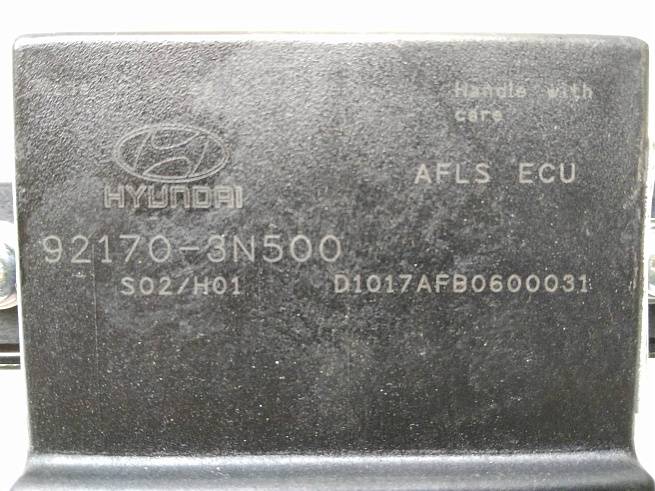 Handle with
care
HYUNDAI
AFLS ECU
92170-3N500
S02/H01 D1017AFB0600031